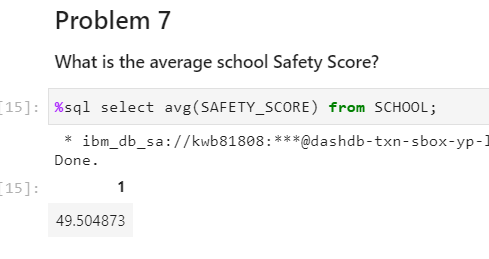 Problem 7
What is the average school Safety Score?
[15]: %sql select avg(SAFETY_SCORE) from SCHOOL;
* ibm_db_sa://kwb81808:***@dashdb-txn-sbox-yp-l
Done.
[15]: 1
49.504873